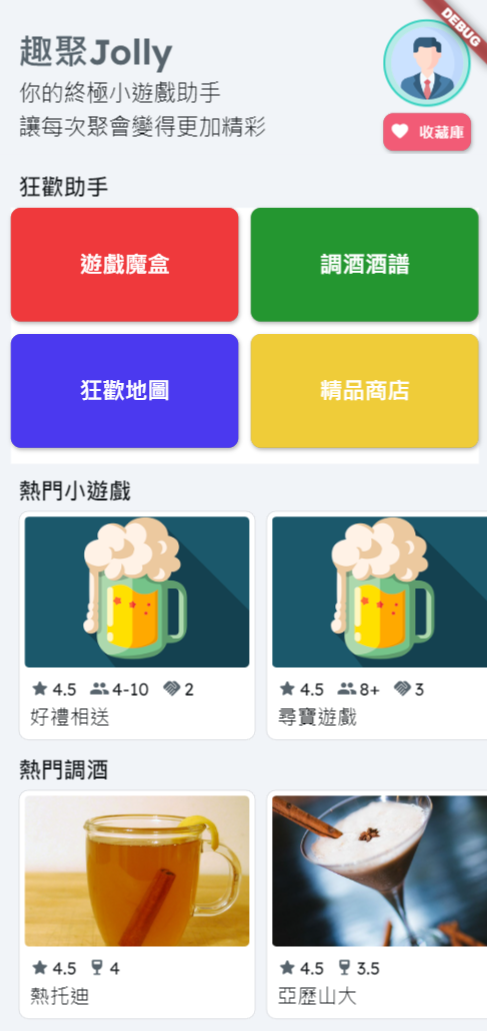 DEBUG
趣聚Jolly
你的終極小遊戲助手
讓每次聚會變得更加精彩
收藏庫
狂歡助手
遊戲魔盒
調酒酒譜
狂歡地圖
精品商店
熱門小遊戲
4.5 4-10 2
好禮相送
4.5 8+ 3
尋寶遊戲
熱門調酒
4.5 4
熱托迪
4.5 3.5
亞歷山大